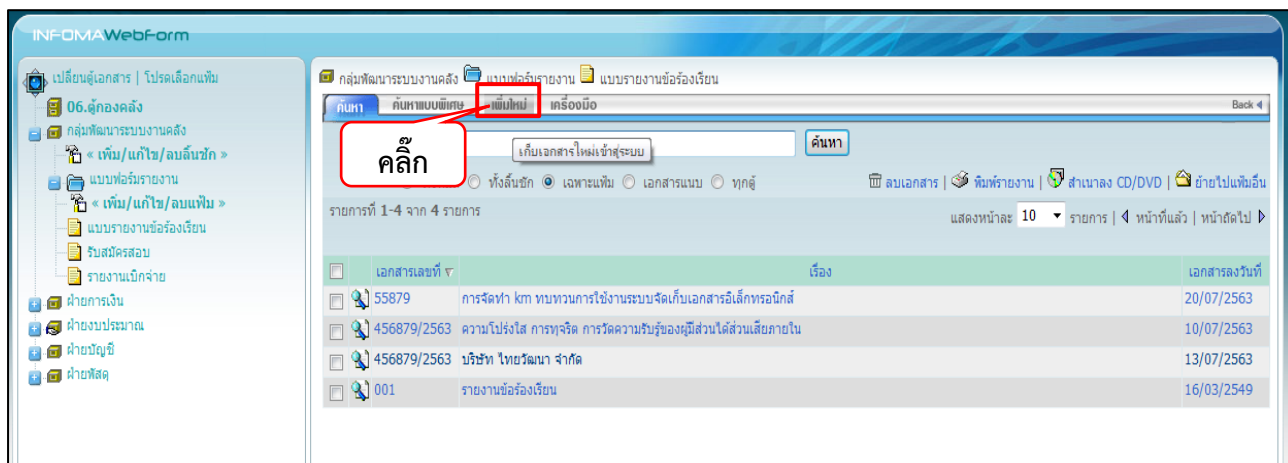 INFOMAWebForm
เปลี่ยนตู้เอกสาร | โปรดเลือกแฟ้ม
06.ตู้กองคลัง
กลุ่มพัฒนาระบบงานคลัง
« เพิ่ม/แก้ไข/ลบลิ้นชัก »
แบบฟอร์มรายงาน
« เพิ่ม/แก้ไข/ลบแฟ้ม »
แบบรายงานข้อร้องเรียน
รับสมัครสอบ
รายงานเบิกจ่าย
ฝ่ายการเงิน
ฝ่ายงบประมาณ
ฝ่ายบัญชี
ฝ่ายพัสดุ
กลุ่มพัฒนาระบบงานคลัง แบบฟอร์มรายงาน แบบรายงานข้อร้องเรียน
ค้นหา ค้นหาแบบพิเศษ เพิ่มใหม่ เครื่องมือ Back
คลิ๊ก
ค้นหา
เก็บเอกสารใหม่เข้าสู่ระบบ
ทั้งลิ้นชัก เฉพาะแฟ้ม เอกสารแนบ ทุกตู้ ลบเอกสาร | พิมพ์รายงาน | สำเนาลง CD/DVD | ย้ายไปแฟ้มอื่น
รายการที่ 1-4 จาก 4 รายการ
แสดงหน้าละ 10 รายการ | หน้าที่แล้ว | หน้าถัดไป
เอกสารเลขที่ เรื่อง เอกสารลงวันที่
55879 การจัดทำ km ทบทวนการใช้งานระบบจัดเก็บเอกสารอิเล็กทรอนิกส์ 20/07/2563
456879/2563 ความโปร่งใส การทุจริต การวัดความรับรู้ของผู้มีส่วนได้ส่วนเสียภายใน 10/07/2563
456879/2563 บริษัท ไทยวัฒนา จำกัด 13/07/2563
001 รายงานข้อร้องเรียน 16/03/2549